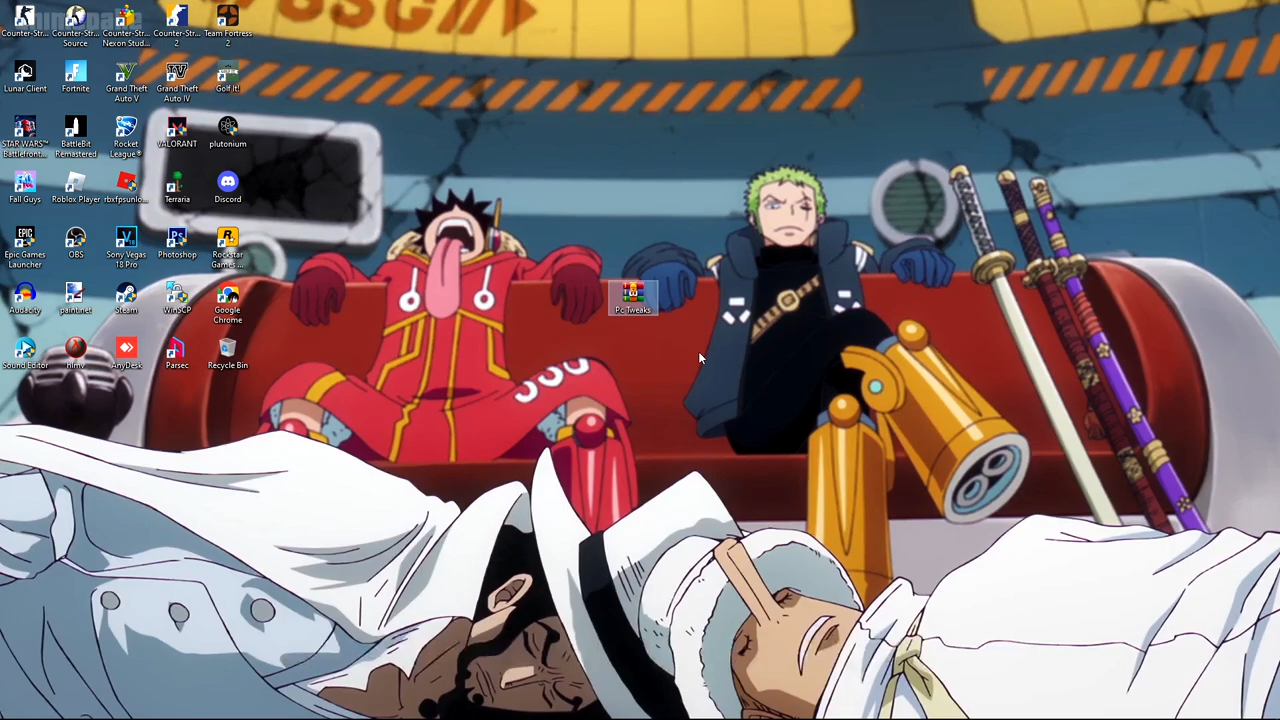 Counter-Str...
Counter-Str... Source
Counter-Str... Nexon Stud...
Counter-Str... 2
Team Fortress 2
Lunar Client
Fortnite
Grand Theft Auto V
Grand Theft Auto IV
Golf It!
STAR WARS™ Battlefront...
BattleBit Remastered
Rocket League®
VALORANT
plutonium
Fall Guys
Roblox Player
rbxfpsunlo...
Terraria
Discord
Epic Games Launcher
OBS
Sony Vegas 18 Pro
Photoshop
Rockstar Games ...
Audacity
paint.net
Steam
WinSCP
Google Chrome
Sound Editor
hlmv
AnyDesk
Parsec
Recycle Bin
Pc Tweaks